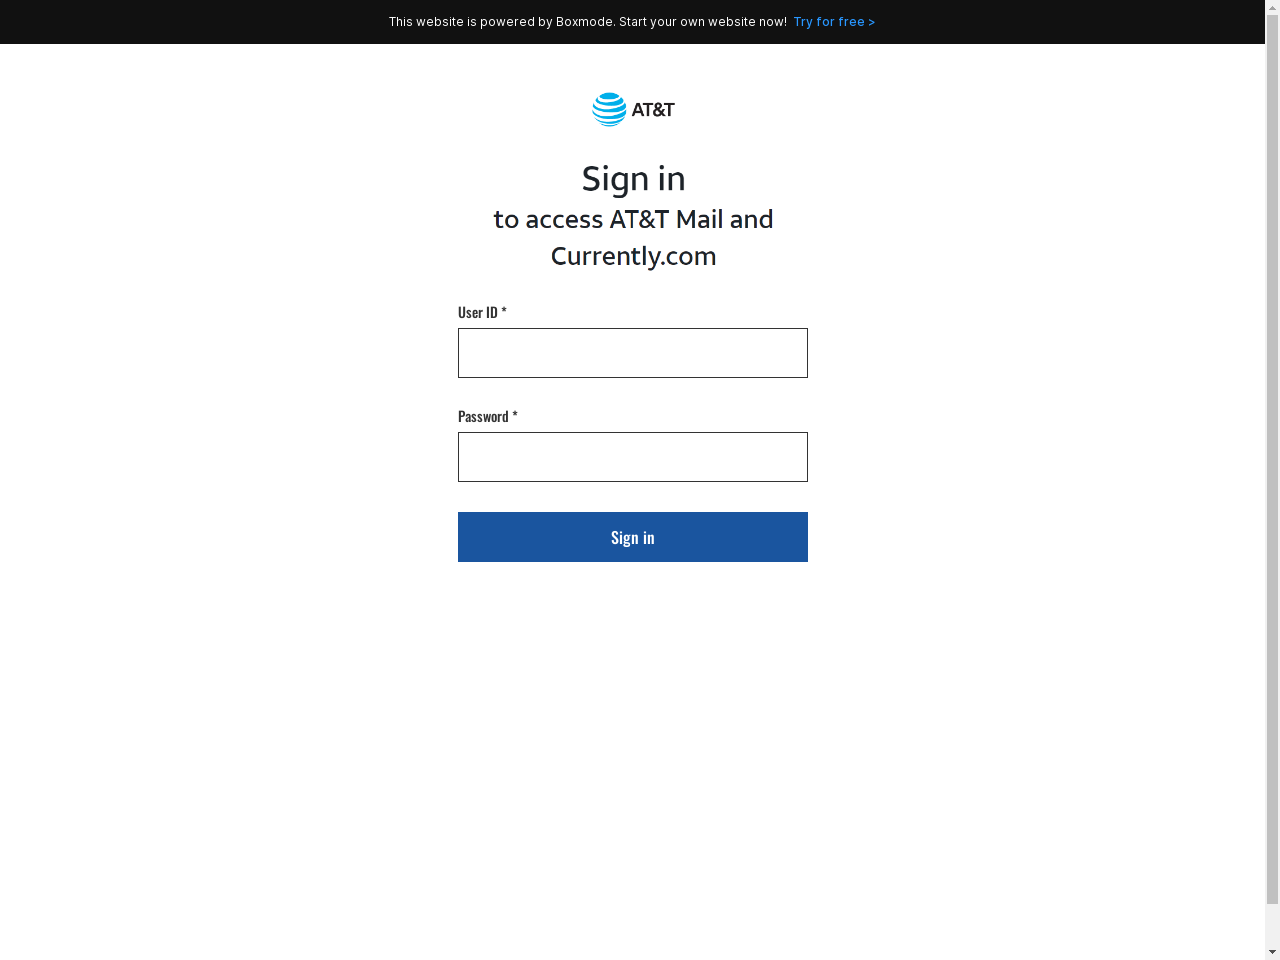 This website is powered by Boxmode. Start your own website now! Try for free >
AT&T
Sign in
to access AT&T Mail and
Currently.com
User ID *
Password *
Sign in